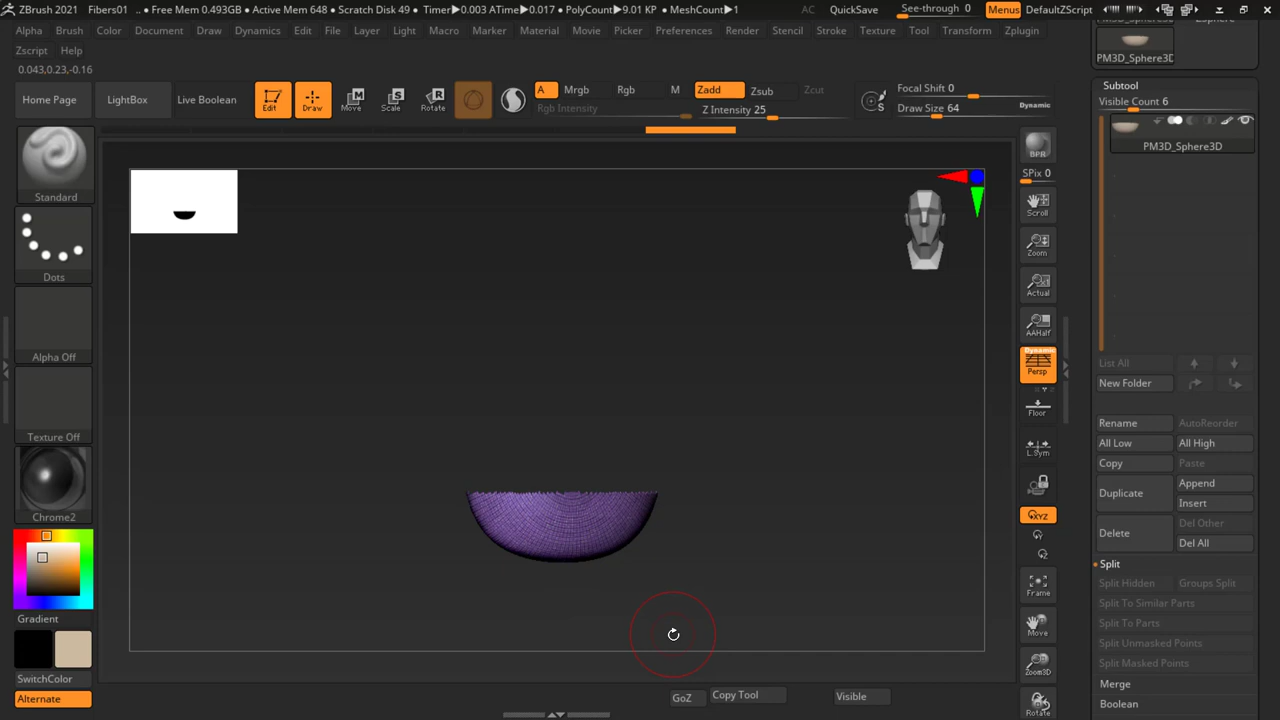 ZBrush 2021 Fibers01 .. • Free Mem 0.493GB • Active Mem 648 • Scratch Disk 49 • Timer▶0.003 ATime▶0.017 • PolyCount▶9.01 KP • MeshCount▶1 AC QuickSave See-through 0 Menus DefaultZScript
Alpha Brush Color Document Draw Dynamics Edit File Layer Light Macro Marker Material Movie Picker Preferences Render Stencil Stroke Texture Tool Transform Zplugin
Zscript Help
0.043,0.23,-0.16
Home Page LightBox Live Boolean
Edit Draw Move Scale Rotate
A Mrgb Rgb M Zadd Zsub Zcut
Rgb Intensity Z Intensity 25
S
Focal Shift 0
Draw Size 64 Dynamic
Standard
Dots
Alpha Off
Texture Off
Chrome2
Gradient
SwitchColor
Alternate
BPR
SPix 0
Scroll
Zoom
Actual
AAHalf
Dynamic
Persp
Floor
L.Sym
XYZ
Frame
Move
Zoom3D
Rotate
GoZ Copy Tool Visible
PM3D_Sphere3D
Subtool
Visible Count 6
PM3D_Sphere3D
List All
New Folder
Rename AutoReorder
All Low All High
Copy Paste
Duplicate Append
Insert
Delete Del Other
Del All
Split
Split Hidden Groups Split
Split To Similar Parts
Split To Parts
Split Unmasked Points
Split Masked Points
Merge
Boolean